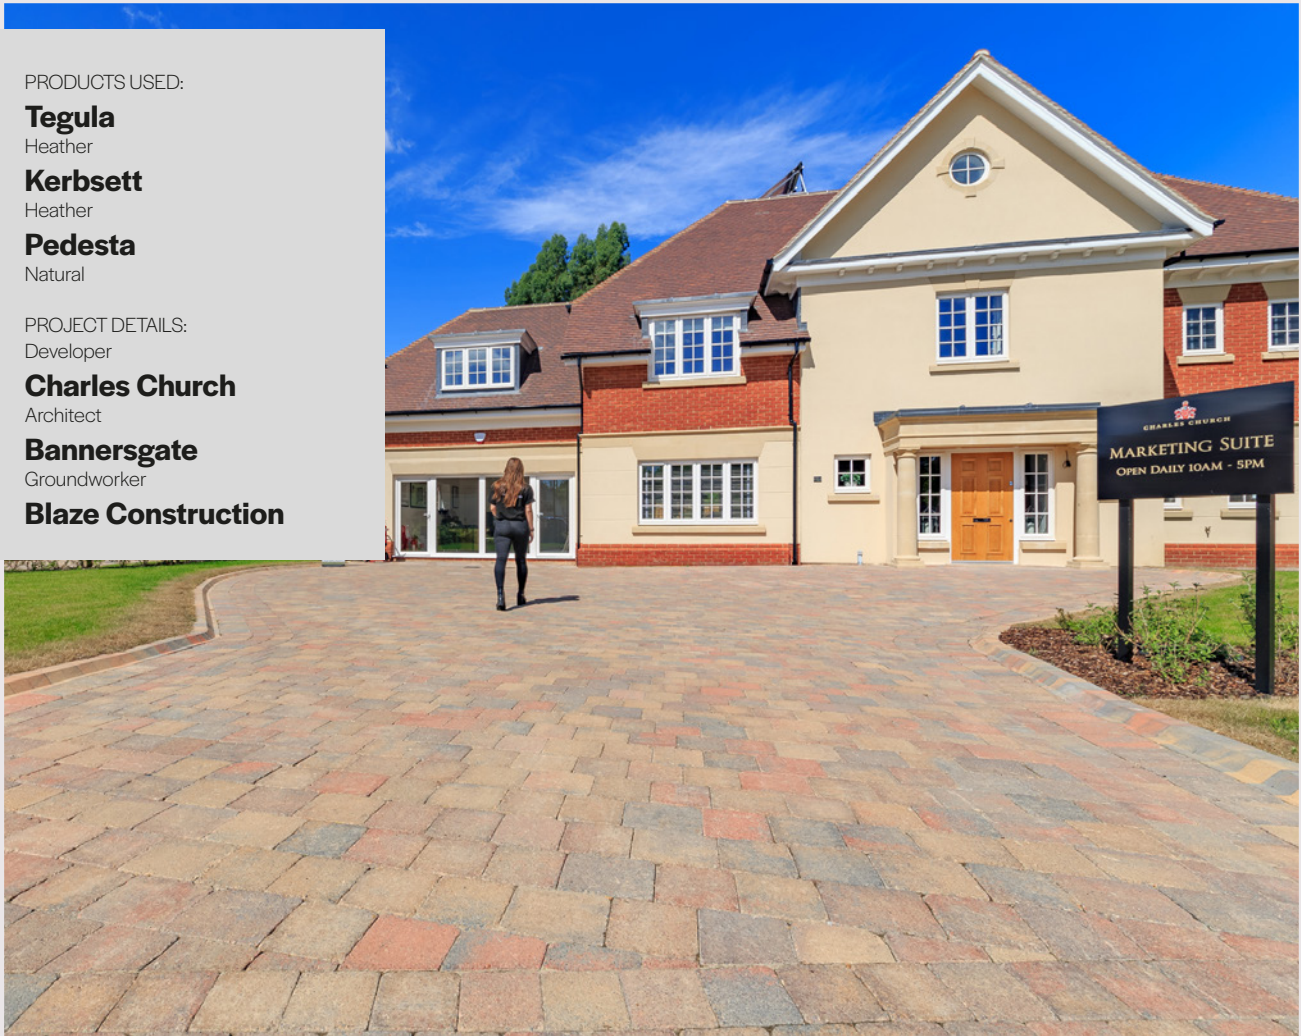 PRODUCTS USED:
Tegula
Heather
Kerbsett
Heather
Pedesta
Natural
PROJECT DETAILS:
Developer
Charles Church
Architect
Bannersgate
Groundworker
Blaze Construction
CHARLES CHURCH
MARKETING SUITE
OPEN DAILY 10AM - 5PM